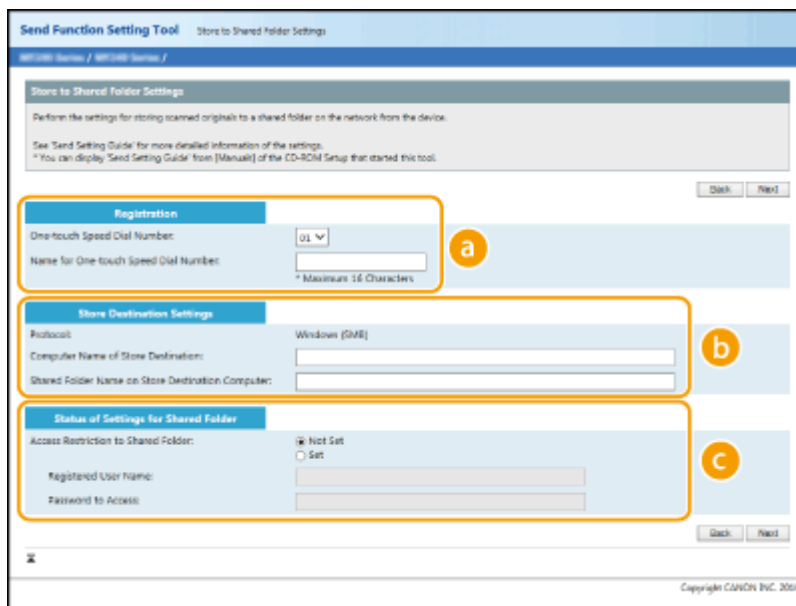 Send Function Setting Tool Store to Shared Folder Settings
Store to Shared Folder Settings
Perform the settings for storing scanned originals to a shared folder on the network from the device.
See 'Send Setting Guide' for more detailed information of the settings.
* You can display 'Send Setting Guide' from [Manuals] of the CD-ROM Setup that started this tool.
Back Next
Registration
One-touch Speed Dial Number:
01
Name for One-touch Speed Dial Number:
* Maximum 16 Characters
a
Store Destination Settings
Protocol: Windows (SMB)
Computer Name of Store Destination:
Shared Folder Name on Store Destination Computer:
b
Status of Settings for Shared Folder
Access Restriction to Shared Folder: Not Set
Set
Registered User Name:
Password to Access:
c
Back Next
Copyright CANON INC.